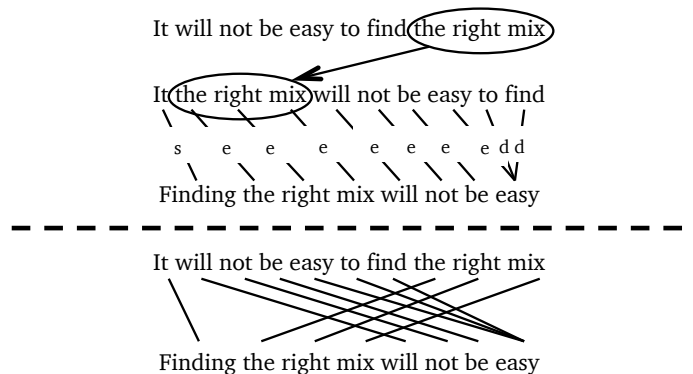 It will not be easy to find the right mix
It the right mix will not be easy to find
s e e e e e e e d d
Finding the right mix will not be easy
It will not be easy to find the right mix
Finding the right mix will not be easy